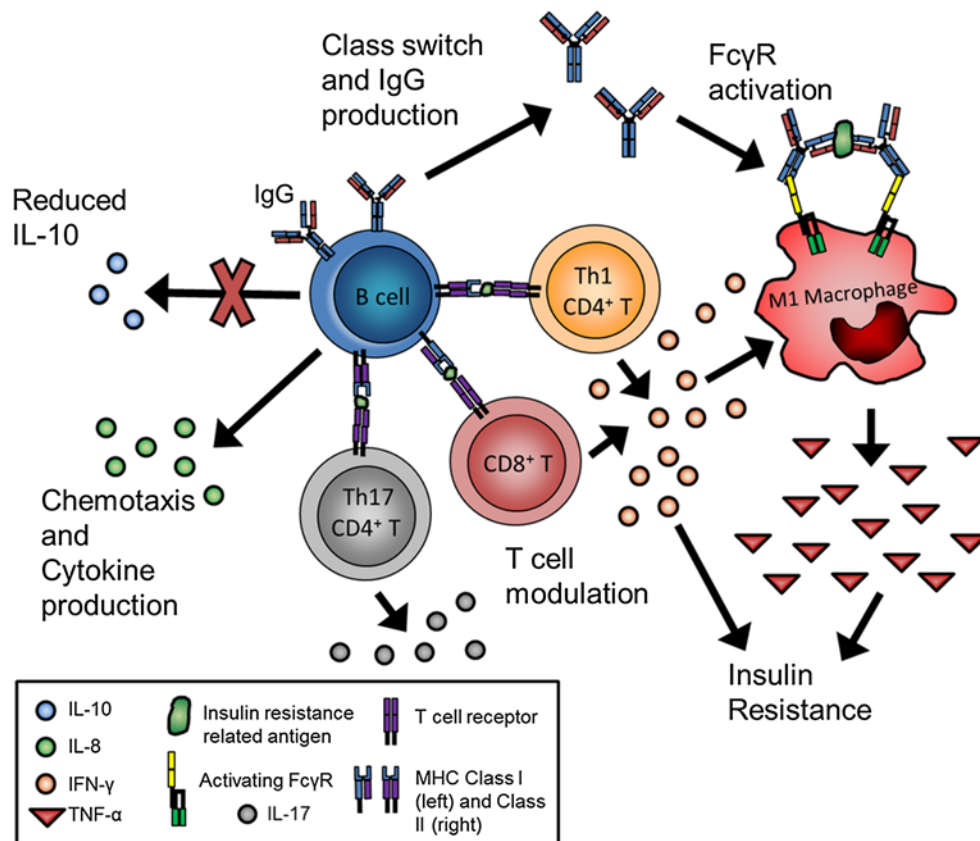 Class switch
and IgG
production
FcγR
activation
Reduced
IL-10
IgG
B cell
Th1
CD4⁺ T
M1 Macrophage
CD8⁺ T
Th17
CD4⁺ T
Chemotaxis
and
Cytokine
production
T cell
modulation
Insulin
Resistance
IL-10
IL-8
IFN-γ
TNF-α
Insulin resistance
related antigen
Activating FcγR
IL-17
T cell receptor
MHC Class I
(left) and Class
II (right)